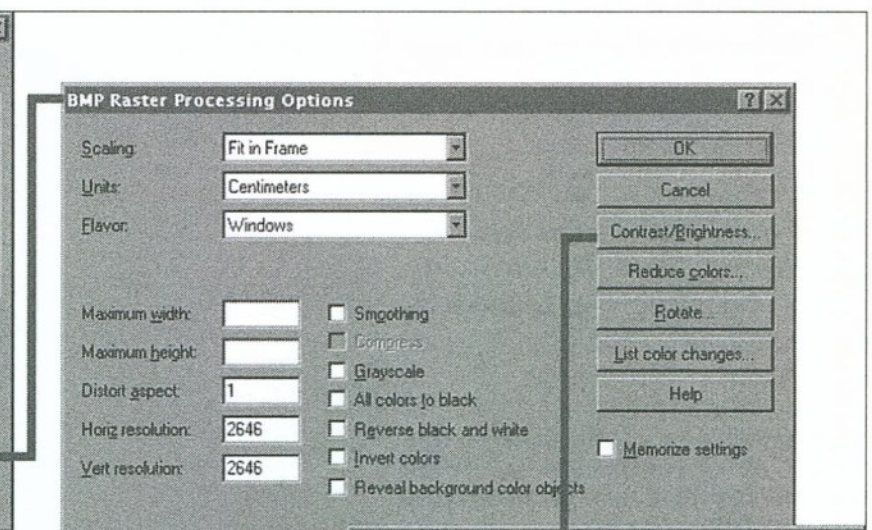 BMP Raster Processing Options
Scaling: Fit in Frame
Units: Centimeters
Flavor: Windows
OK
Cancel
Contrast/Brightness...
Reduce colors...
Rotate...
List color changes...
Help
Memorize settings
Maximum width:
Maximum height:
Distort aspect: 1
Horiz resolution: 2646
Vert resolution: 2646
Smoothing
Compress
Grayscale
All colors to black
Reverse black and white
Invert colors
Reveal background color objects